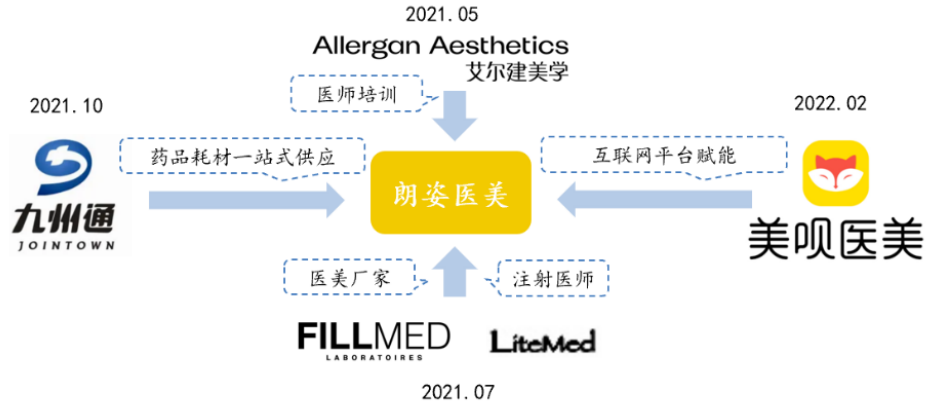 2021.05
Allergan Aesthetics
艾尔建美学
医师培训
2021.10
2022.02
药品耗材一站式供应
互联网平台赋能
九州通
JOINTOWN
朗姿医美
美呗医美
医美厂家
注射医师
FILLMED
LABORATOIRES
LiteMed
2021.07